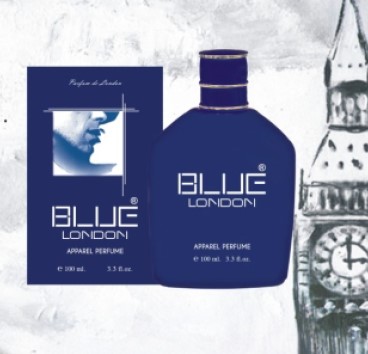 Parfum de London
BLUE®
LONDON
APPAREL PERFUME
e 100 ml. 3.3 fl.oz.
BLUE®
LONDON
APPAREL PERFUME
e 100 ml. 3.3 fl.oz.